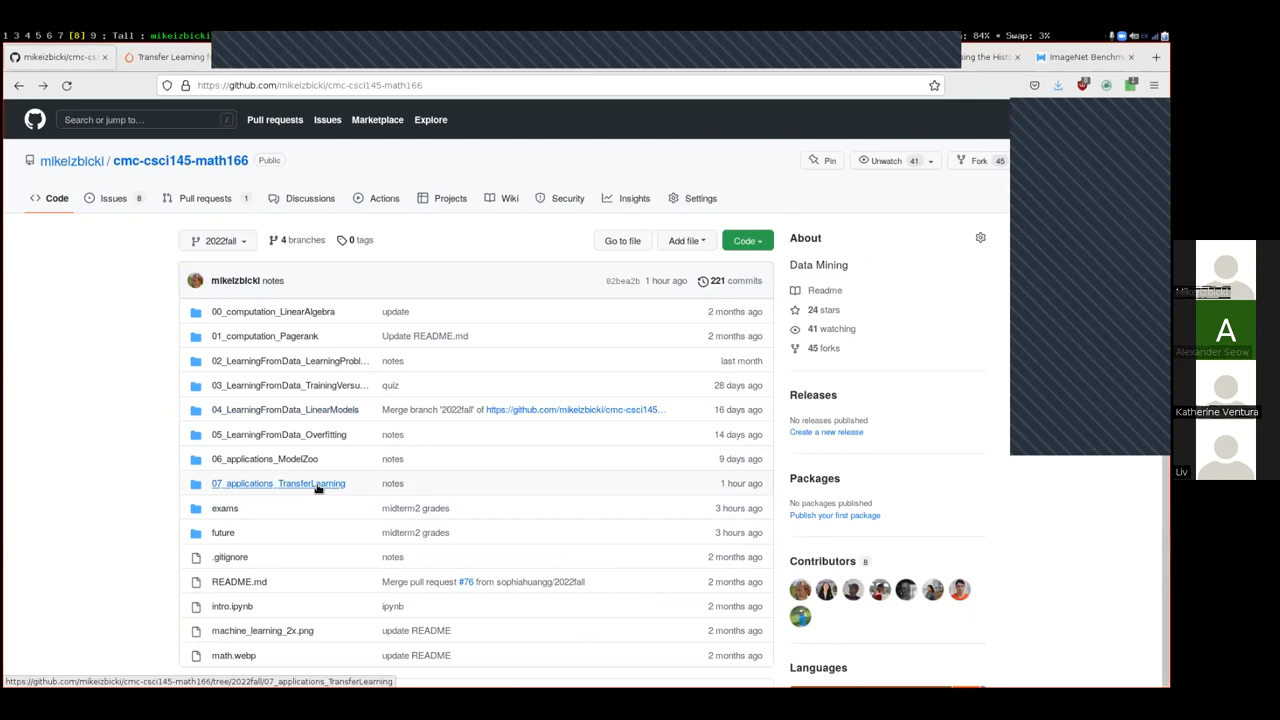 1 3 4 5 6 7 [8] 9 : Tall : mikeizbicki
: 84% * Swap: 3%
mikeizbicki/cmc-cs
Transfer Learning f
ing the Histo
ImageNet Benchm
https://github.com/mikeizbicki/cmc-csci145-math166
Search or jump to…
/
Pull requests
Issues
Marketplace
Explore
mikeizbicki / cmc-csci145-math166
Public
Pin
Unwatch 41
Fork 45
Code
Issues 8
Pull requests 1
Discussions
Actions
Projects
Wiki
Security
Insights
Settings
2022fall
4 branches
0 tags
Go to file
Add file
Code
mikeizbicki notes
82bea2b 1 hour ago
221 commits
00_computation_LinearAlgebra update 2 months ago
01_computation_Pagerank Update README.md 2 months ago
02_LearningFromData_LearningProbl… notes last month
03_LearningFromData_TrainingVersu… quiz 28 days ago
04_LearningFromData_LinearModels Merge branch '2022fall' of https://github.com/mikeizbicki/cmc-csci145… 16 days ago
05_LearningFromData_Overfitting notes 14 days ago
06_applications_ModelZoo notes 9 days ago
07_applications_TransferLearning notes 1 hour ago
exams midterm2 grades 3 hours ago
future midterm2 grades 3 hours ago
.gitignore notes 2 months ago
README.md Merge pull request #76 from sophiahuangg/2022fall 2 months ago
intro.ipynb ipynb 2 months ago
machine_learning_2x.png update README 2 months ago
math.webp update README 2 months ago
About
Data Mining
Readme
24 stars
41 watching
45 forks
Releases
No releases published
Create a new release
Packages
No packages published
Publish your first package
Contributors 8
Languages
https://github.com/mikeizbicki/cmc-csci145-math166/tree/2022fall/07_applications_TransferLearning
A
Alexander Seow
Katherine Ventura
Liv